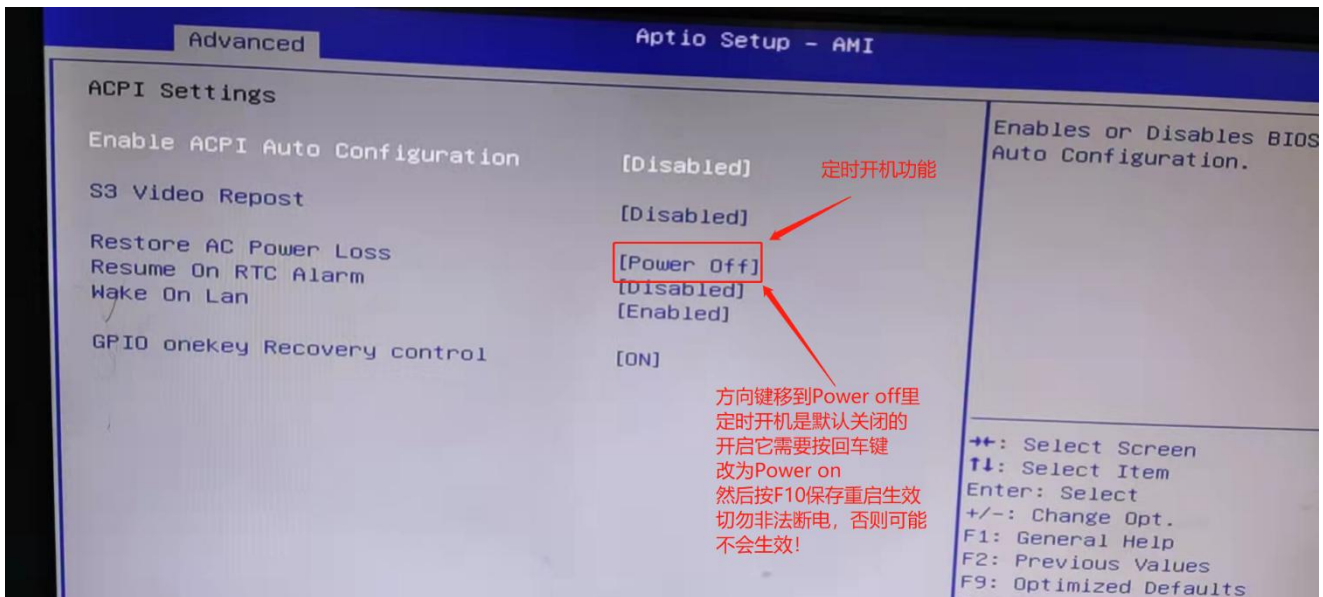 Aptio Setup - AMI
Advanced
ACPI Settings
Enable ACPI Auto Configuration [Disabled]
S3 Video Repost [Disabled]
Restore AC Power Loss [Power Off]
Resume On RTC Alarm [Disabled]
Wake On Lan [Enabled]
GPIO onekey Recovery control [ON]
定时开机功能
方向键移到Power off里
定时开机是默认关闭的
开启它需要按回车键
改为Power on
然后按F10保存重启生效
切勿非法断电，否则可能
不会生效！
Enables or Disables BIOS
Auto Configuration.
→←: Select Screen
↑↓: Select Item
Enter: Select
+/-: Change Opt.
F1: General Help
F2: Previous Values
F9: Optimized Defaults